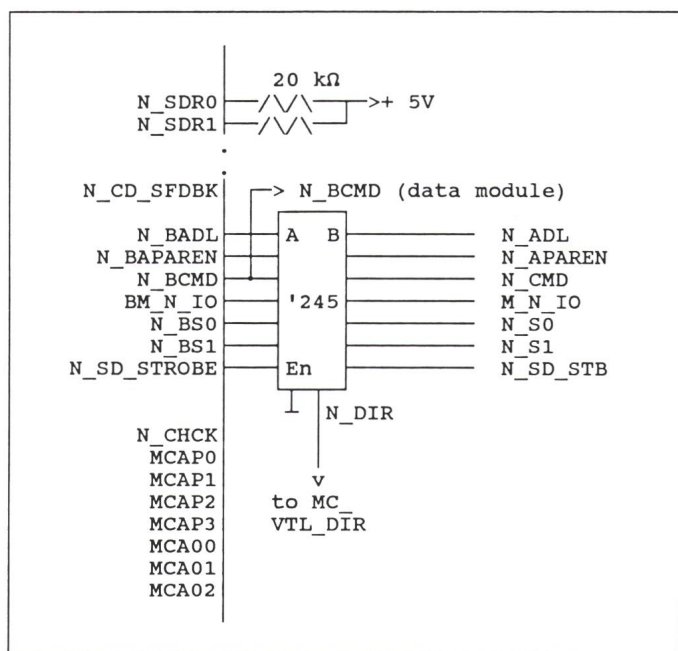 20 kΩ
N_SDR0 >+ 5V
N_SDR1
N_CD_SFDBK > N_BCMD (data module)
N_BADL A B N_ADL
N_BAPAREN N_APAREN
N_BCMD N_CMD
BM_N_IO '245 M_N_IO
N_BS0 N_S0
N_BS1 N_S1
N_SD_STROBE En N_SD_STB
N_DIR
N_CHCK
MCAP0
MCAP1 v
MCAP2 to MC_
MCAP3 VTL_DIR
MCA00
MCA01
MCA02